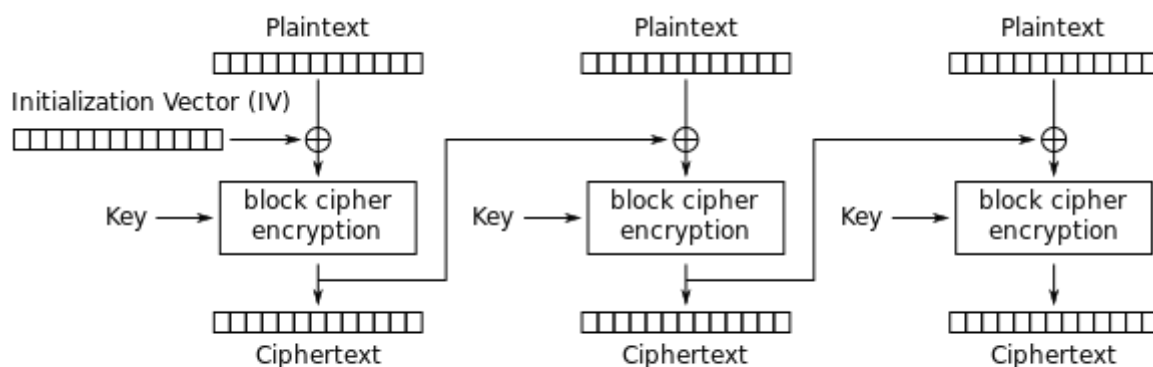 Plaintext
Plaintext
Plaintext
Initialization Vector (IV)
Key
block cipher
encryption
Key
block cipher
encryption
Key
block cipher
encryption
Ciphertext
Ciphertext
Ciphertext